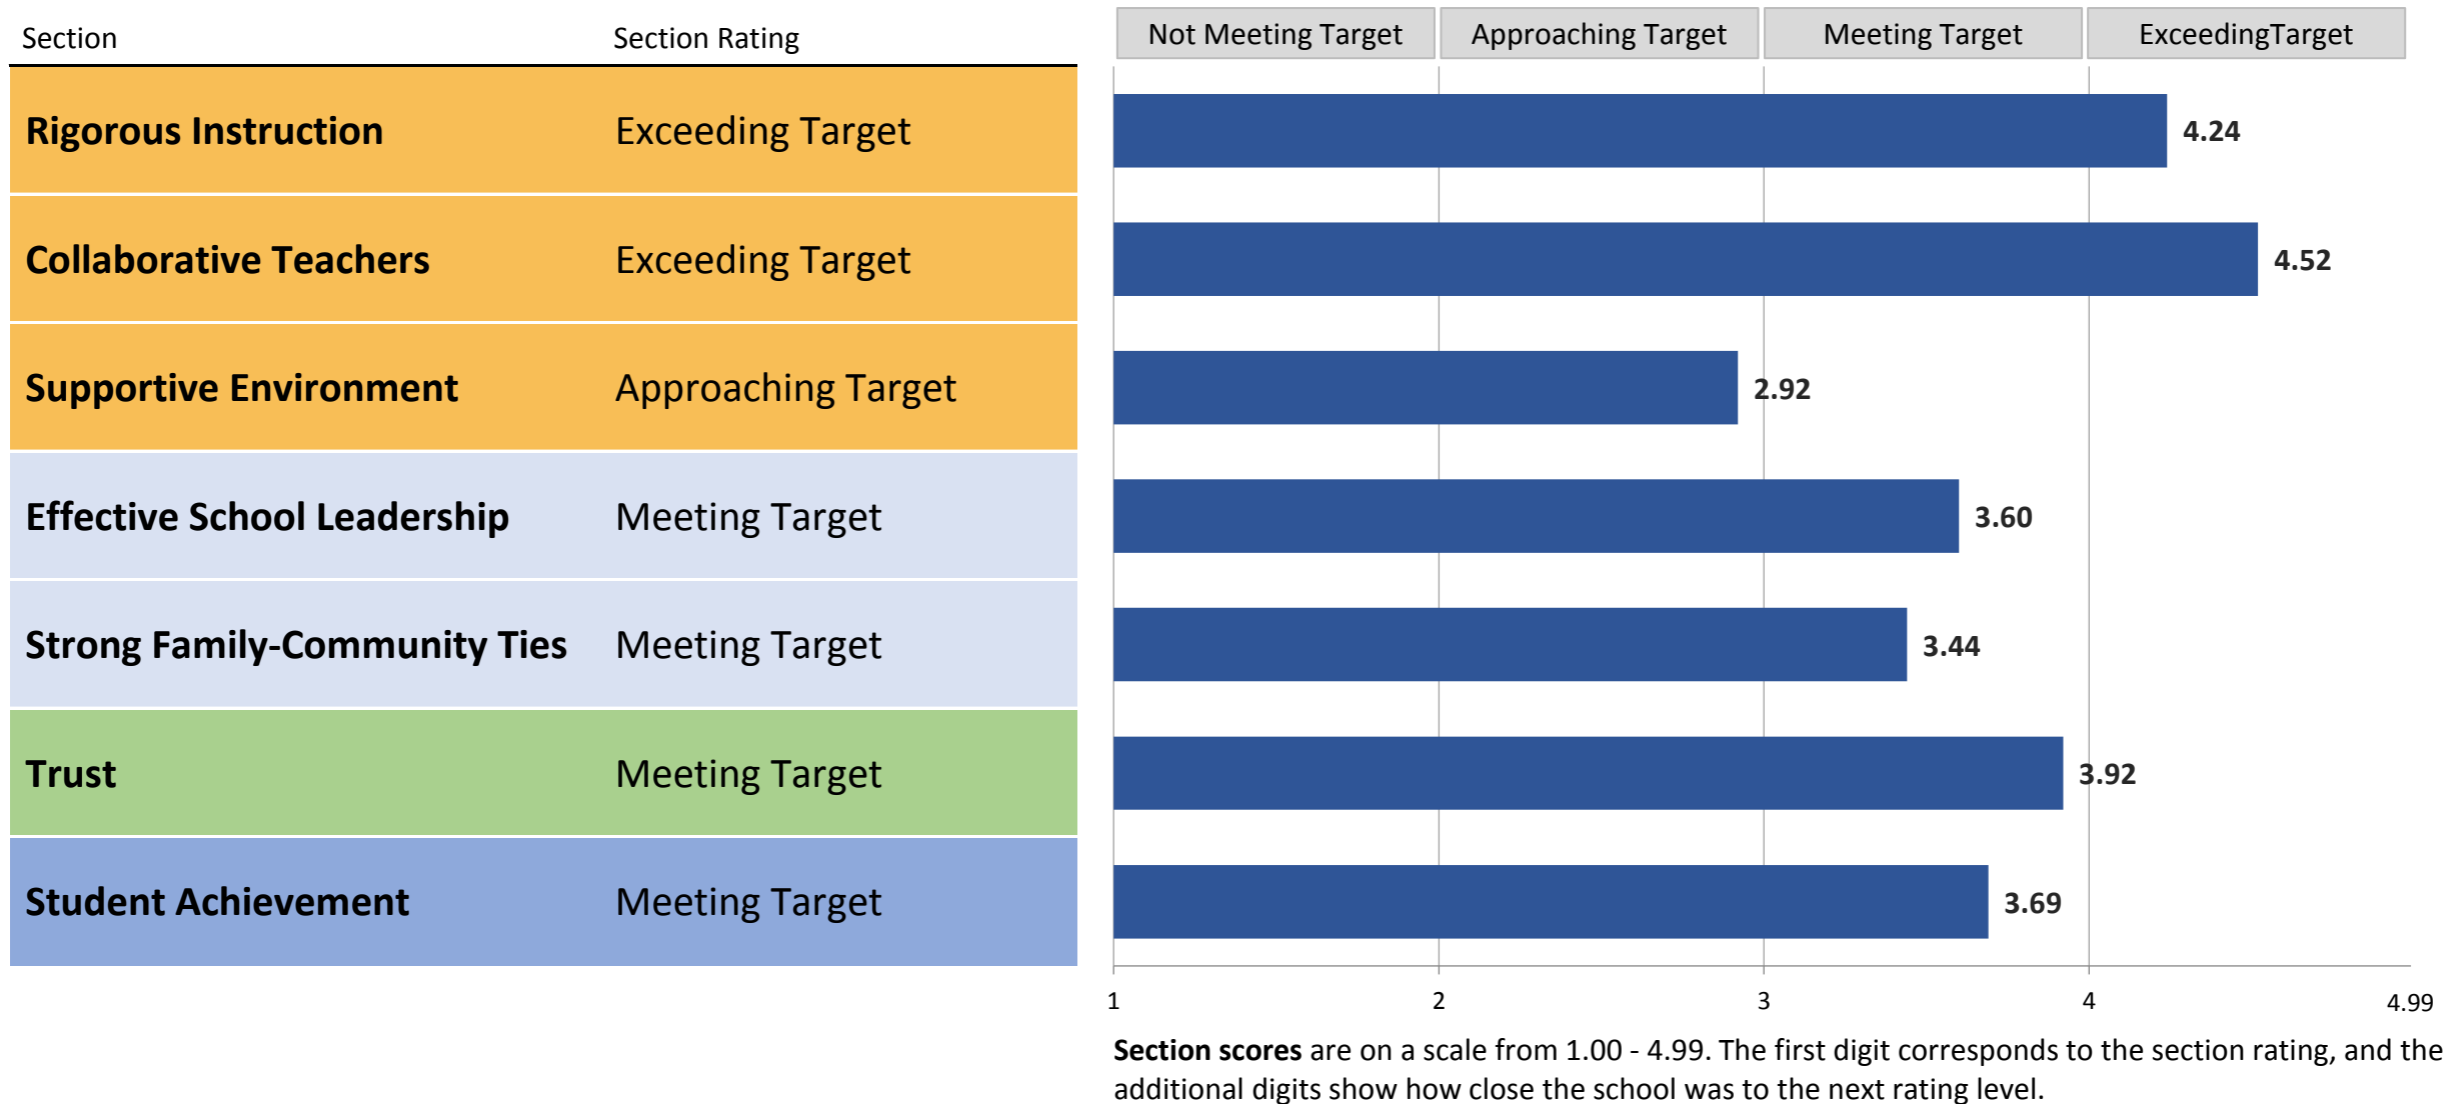 Section Section Rating Not Meeting Target Approaching Target Meeting Target ExceedingTarget
Rigorous Instruction Exceeding Target 4.24
Collaborative Teachers Exceeding Target 4.52
Supportive Environment Approaching Target 2.92
Effective School Leadership Meeting Target 3.60
Strong Family-Community Ties Meeting Target 3.44
Trust Meeting Target 3.92
Student Achievement Meeting Target 3.69
1 2 3 4 4.99
Section scores are on a scale from 1.00 - 4.99. The first digit corresponds to the section rating, and the
additional digits show how close the school was to the next rating level.